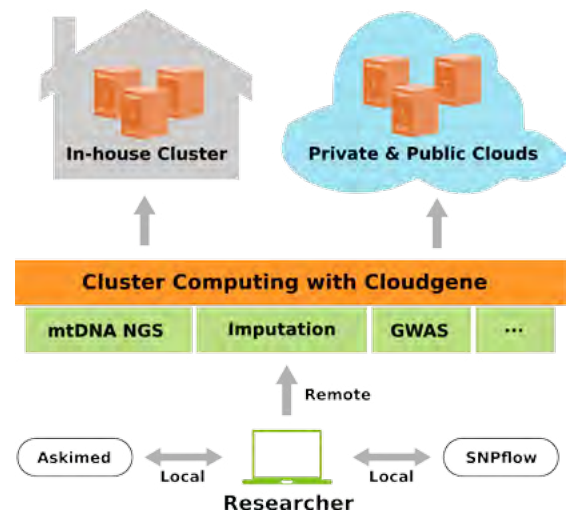 In-house Cluster
Private & Public Clouds
Cluster Computing with Cloudgene
mtDNA NGS
Imputation
GWAS
...
Remote
Askimed
Local
Local
SNPflow
Researcher